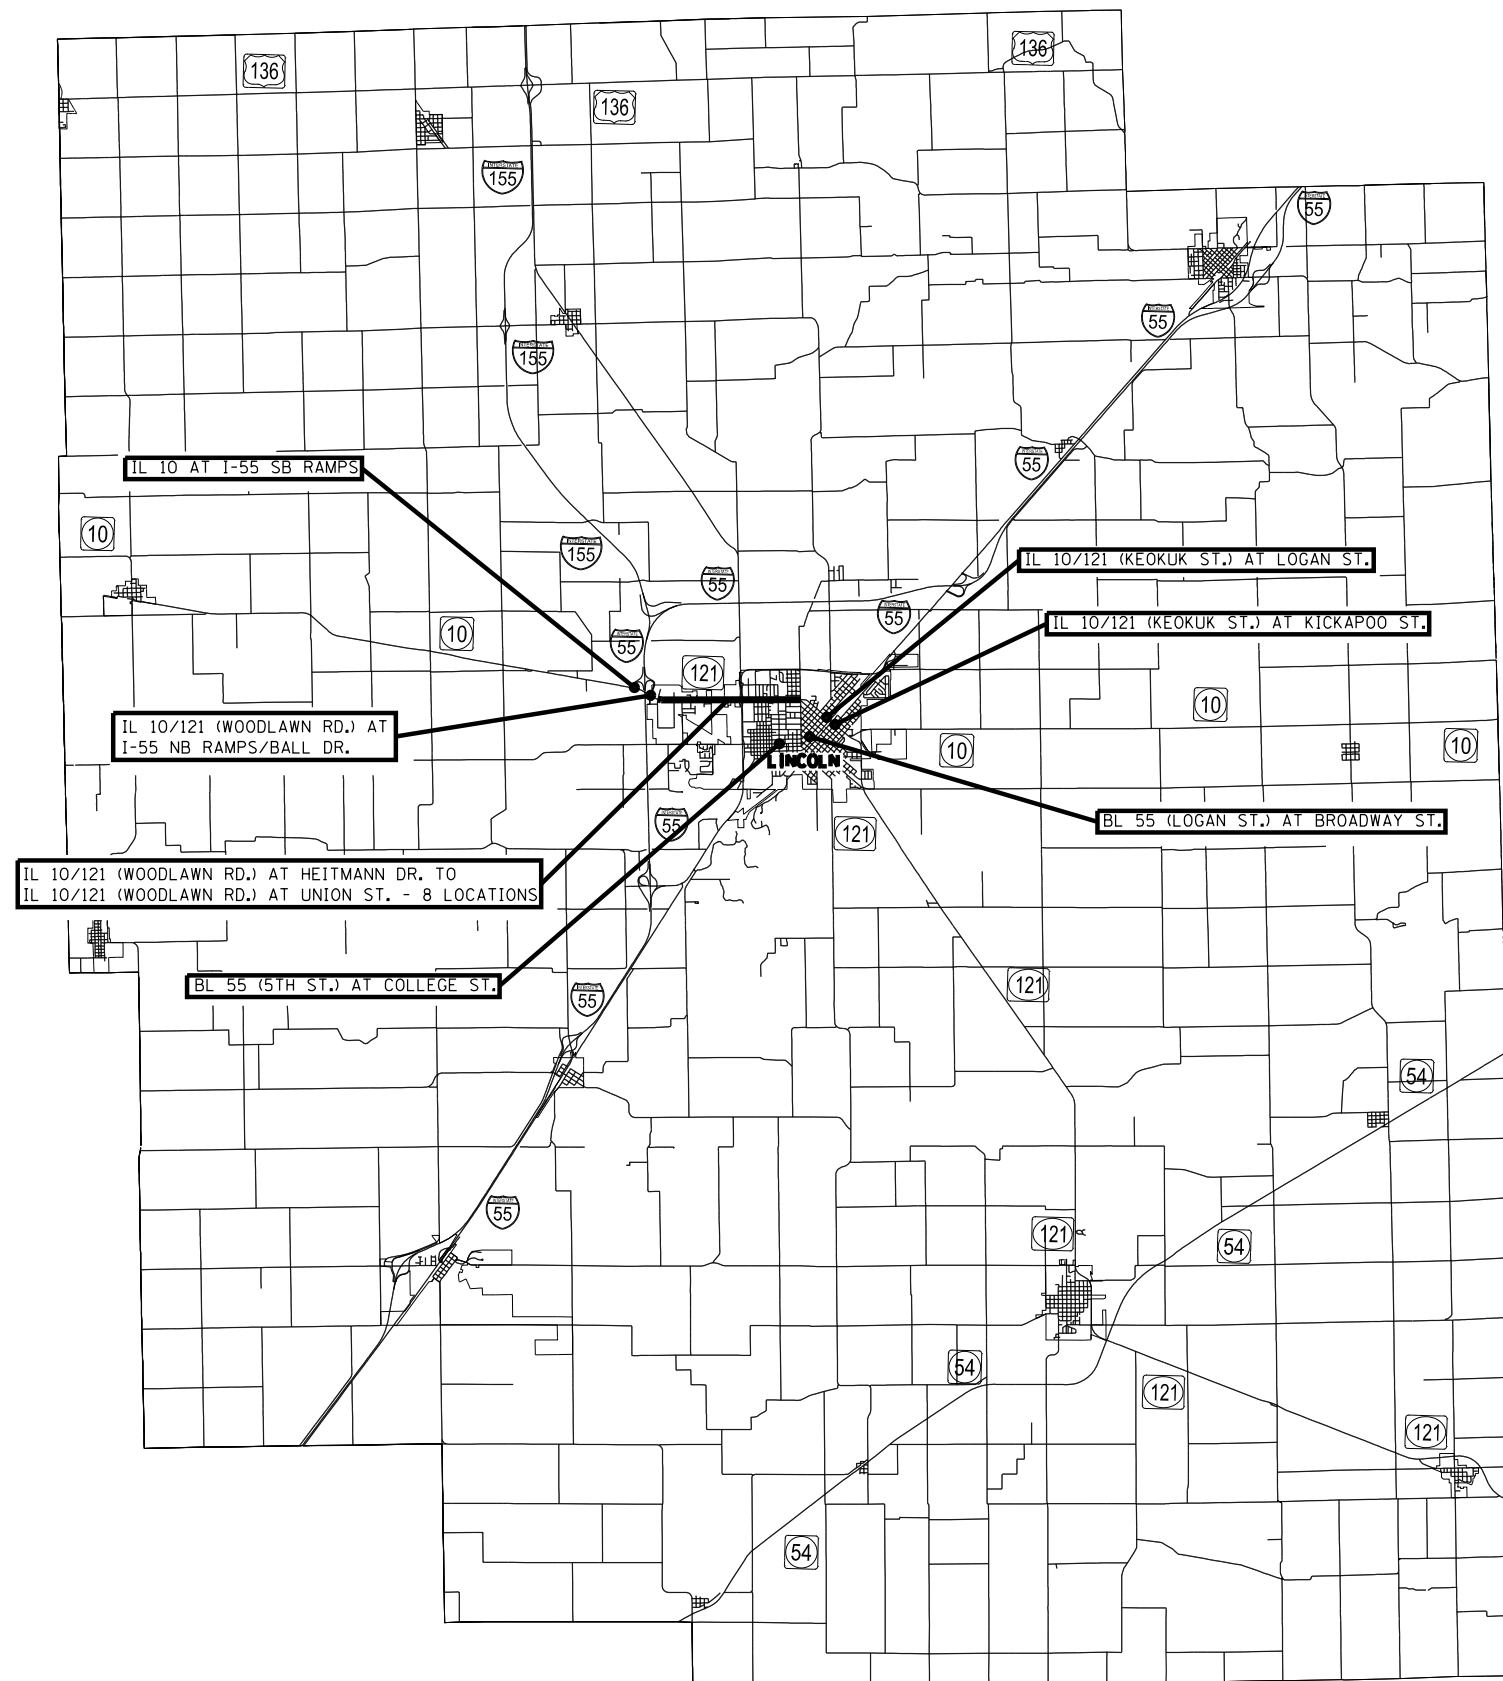 136
136
136
INTERSTATE
155
55
55
INTERSTATE
155
IL 10 AT I-55 SB RAMPS
55
10
155
55
IL 10/121 (KEOKUK ST.) AT LOGAN ST.
55
IL 10/121 (KEOKUK ST.) AT KICKAPOO ST.
10
55
121
10
IL 10/121 (WOODLAWN RD.) AT
I-55 NB RAMPS/BALL DR.
10
10
LINCOLN
55
121
BL 55 (LOGAN ST.) AT BROADWAY ST.
IL 10/121 (WOODLAWN RD.) AT HEITMANN DR. TO
IL 10/121 (WOODLAWN RD.) AT UNION ST. - 8 LOCATIONS
BL 55 (5TH ST.) AT COLLEGE ST.
121
55
54
55
121
54
54
121
121
54